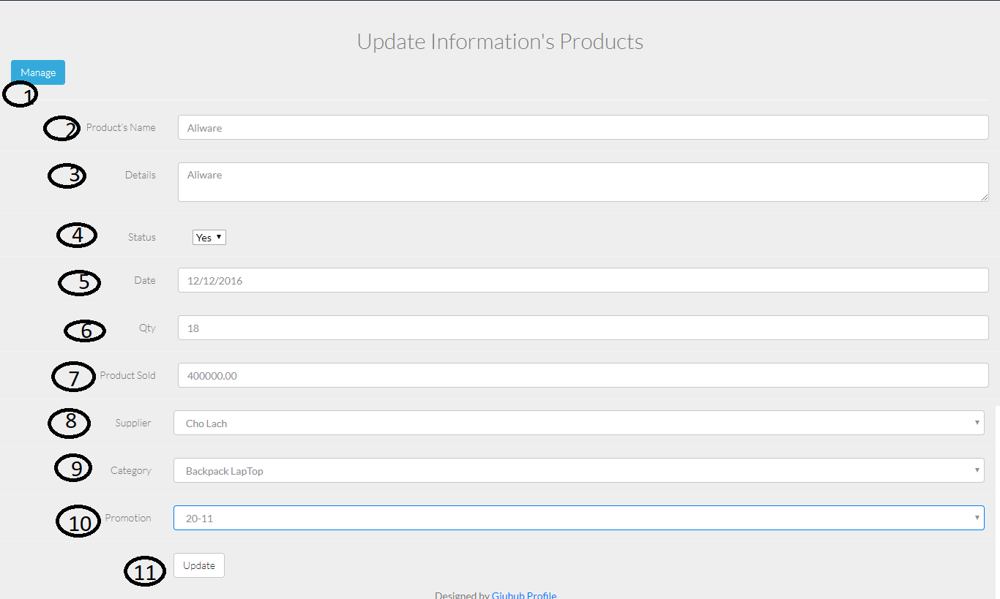 Update Information's Products
Manage
1
2 Product's Name Aliware
3 Details Aliware
4 Status Yes
5 Date 12/12/2016
6 Qty 18
7 Product Sold 400000.00
8 Supplier Cho Lach
9 Category Backpack LapTop
10 Promotion 20-11
11 Update
Designed by Giuhub Profile